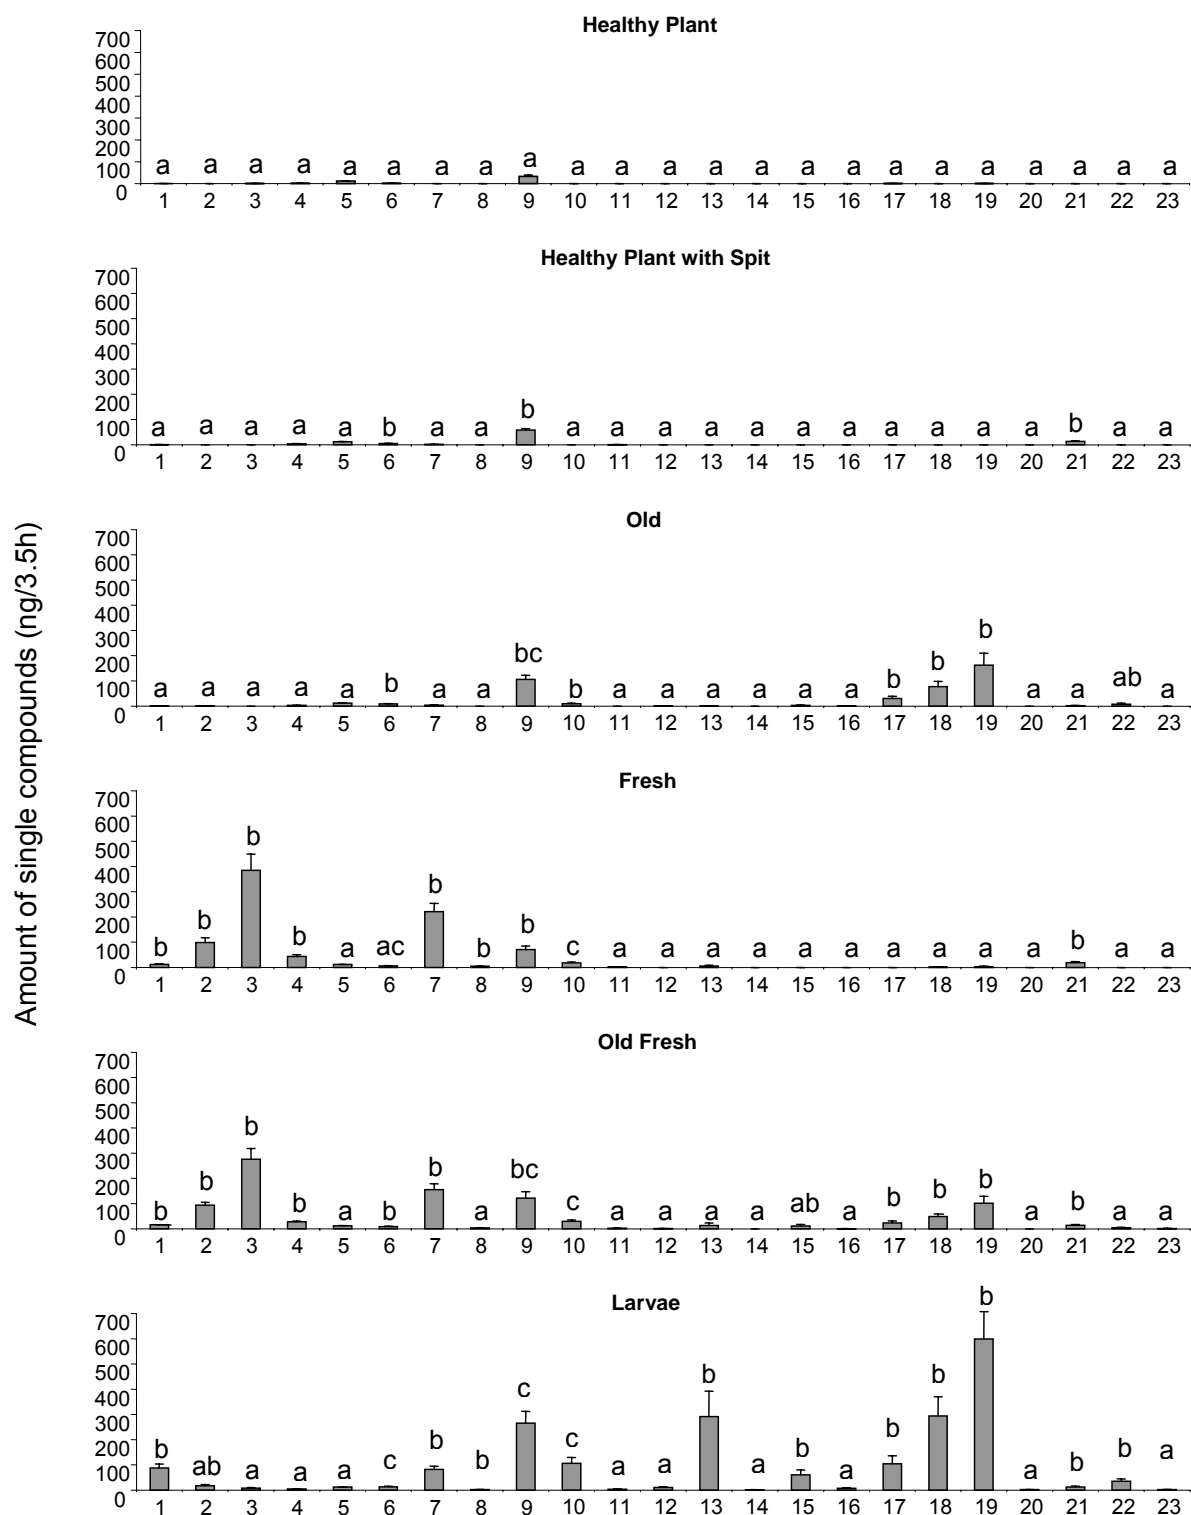 Healthy Plant
700
600
500
400
300
200
100
0
a a a a a a a a a a a a a a a a a a a a a a a
1 2 3 4 5 6 7 8 9 10 11 12 13 14 15 16 17 18 19 20 21 22 23
Healthy Plant with Spit
700
600
500
400
300
200
100
0
a a a a a b a a b a a a a a a a a a a a b a a
1 2 3 4 5 6 7 8 9 10 11 12 13 14 15 16 17 18 19 20 21 22 23
Amount of single compounds (ng/3.5h)
Old
700
600
500
400
300
200
100
0
a a a a a b a a bc b a a a a a a b b b a a ab a
1 2 3 4 5 6 7 8 9 10 11 12 13 14 15 16 17 18 19 20 21 22 23
Fresh
700
600
500
400
300
200
100
0
b b b b a ac b b b c a a a a a a a a a a b a a
1 2 3 4 5 6 7 8 9 10 11 12 13 14 15 16 17 18 19 20 21 22 23
Old Fresh
700
600
500
400
300
200
100
0
b b b b a b b a bc c a a a a ab a b b b a b a a
1 2 3 4 5 6 7 8 9 10 11 12 13 14 15 16 17 18 19 20 21 22 23
Larvae
700
600
500
400
300
200
100
0
b ab a a a c b b c c a a b a b a b b b a b b a
1 2 3 4 5 6 7 8 9 10 11 12 13 14 15 16 17 18 19 20 21 22 23